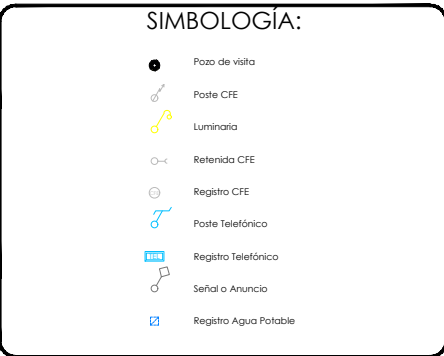 SIMBOLOGÍA:
Pozo de visita
Poste CFE
Luminaria
Retenida CFE
Registro CFE
Poste Telefónico
Registro Telefónico
Señal o Anuncio
Registro Agua Potable